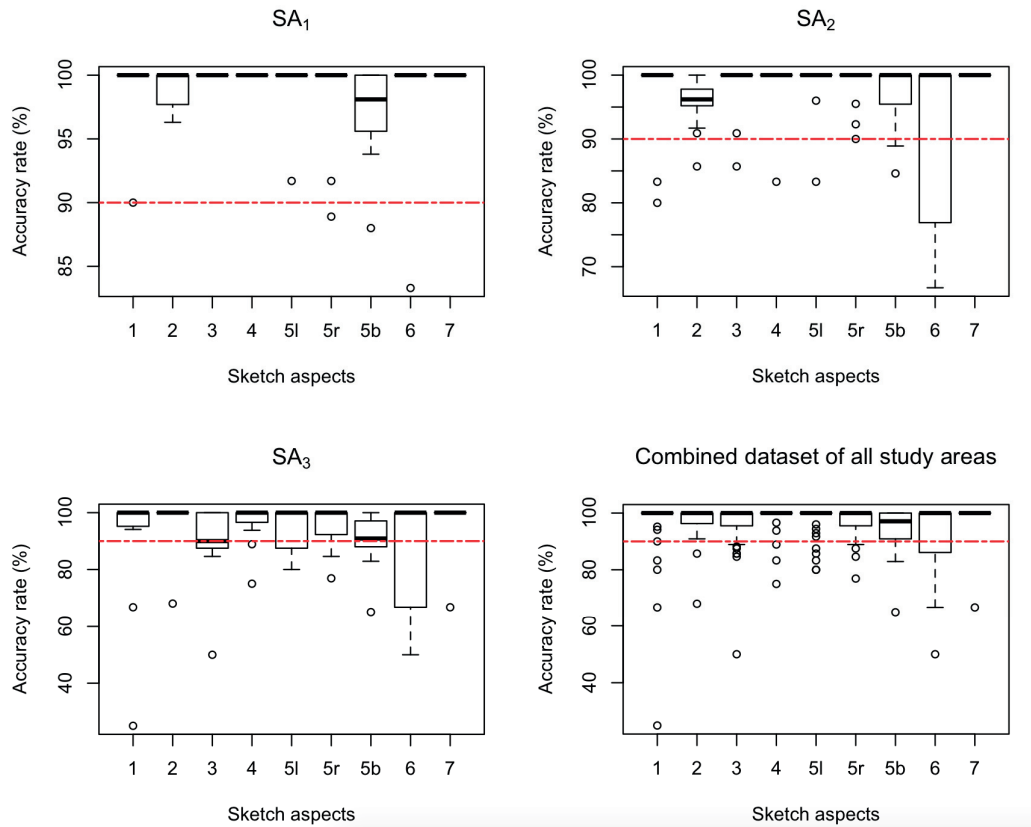 SA1
Accuracy rate (%)
100
95
90
85
1 2 3 4 5l 5r 5b 6 7
Sketch aspects
SA2
Accuracy rate (%)
100
90
80
70
1 2 3 4 5l 5r 5b 6 7
Sketch aspects
SA3
Accuracy rate (%)
100
80
60
40
1 2 3 4 5l 5r 5b 6 7
Sketch aspects
Combined dataset of all study areas
Accuracy rate (%)
100
80
60
40
1 2 3 4 5l 5r 5b 6 7
Sketch aspects